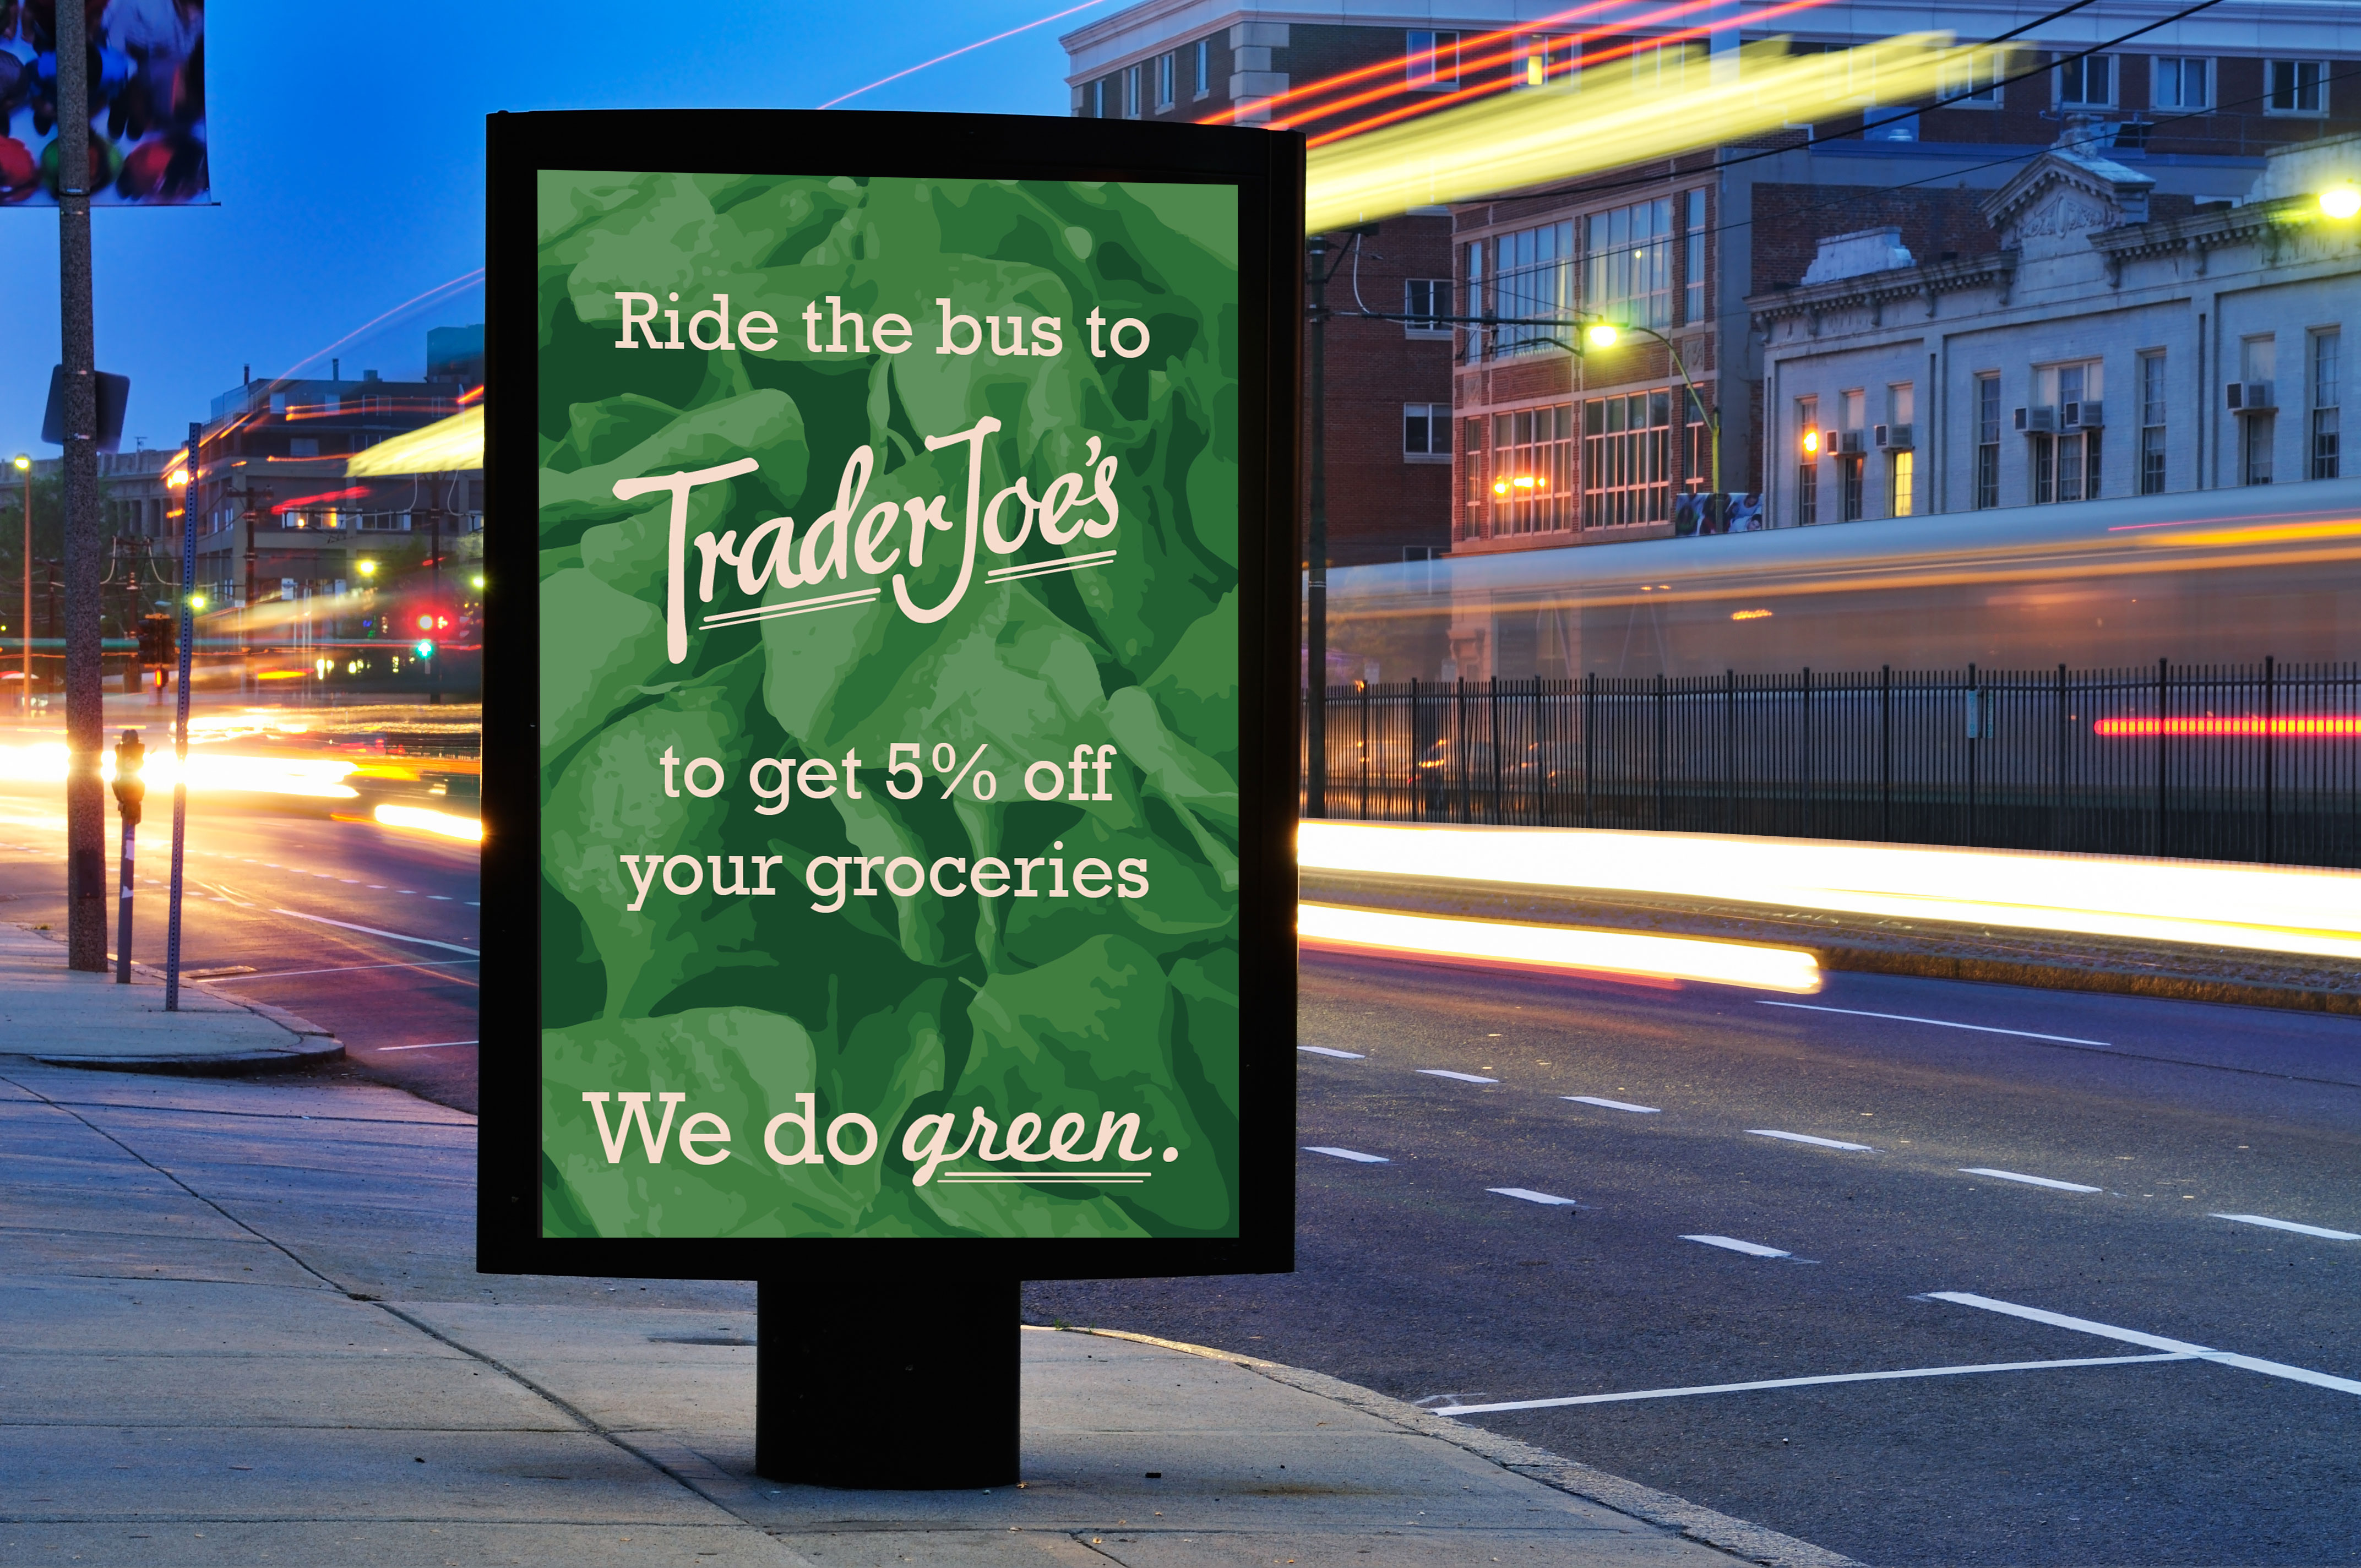 Ride the bus to
Trader Joe's
to get 5% off
your groceries
We do green.